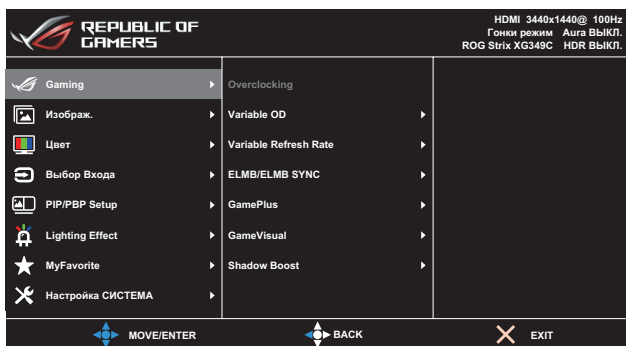 REPUBLIC OF
GAMERS
HDMI 3440x1440@ 100Hz
Гонки режим Aura ВЫКЛ.
ROG Strix XG349C HDR ВЫКЛ.
Gaming
Изображ.
Цвет
Выбор Входа
PIP/PBP Setup
Lighting Effect
MyFavorite
Настройка СИСТЕМА
Overclocking
Variable OD
Variable Refresh Rate
ELMB/ELMB SYNC
GamePlus
GameVisual
Shadow Boost
MOVE/ENTER
BACK
EXIT